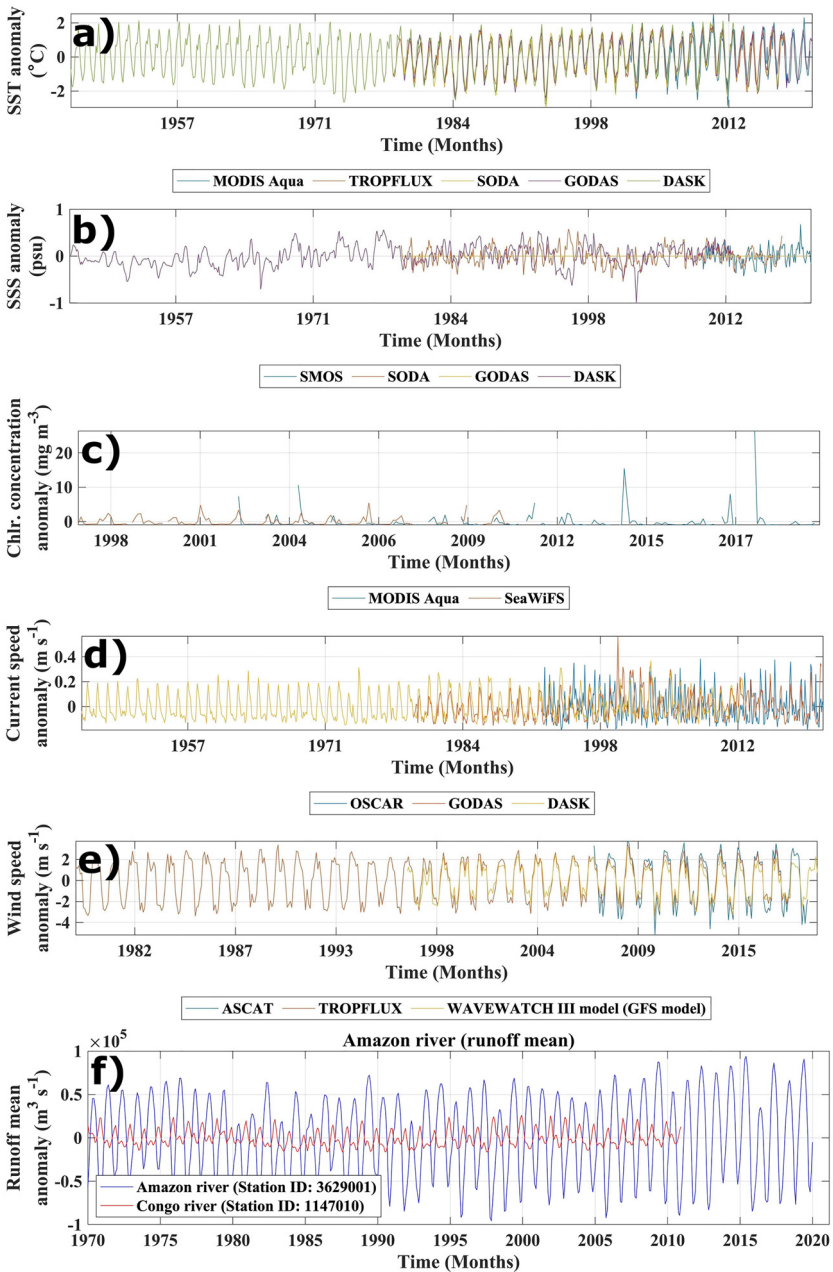 a)
SST anomaly
(°C)
2
0
-2
1957 1971 1984 1998 2012
Time (Months)
MODIS Aqua TROPFLUX SODA GODAS DASK
b)
SSS anomaly
(psu)
1
0
-1
1957 1971 1984 1998 2012
Time (Months)
SMOS SODA GODAS DASK
c)
Chlr. concentration
anomaly (mg m-3)
20
10
0
1998 2001 2004 2006 2009 2012 2015 2017
Time (Months)
MODIS Aqua SeaWiFS
d)
Current speed
anomaly (m s-1)
0.4
0.2
0
1957 1971 1984 1998 2012
Time (Months)
OSCAR GODAS DASK
e)
Wind speed
anomaly (m s-1)
2
0
-2
-4
1982 1987 1993 1998 2004 2009 2015
Time (Months)
ASCAT TROPFLUX WAVEWATCH III model (GFS model)
×10^5
Amazon river (runoff mean)
f)
Runoff mean
anomaly (m3 s-1)
1
0.5
0
-0.5
-1
Amazon river (Station ID: 3629001)
Congo river (Station ID: 1147010)
1970 1975 1980 1985 1990 1995 2000 2005 2010 2015 2020
Time (Months)